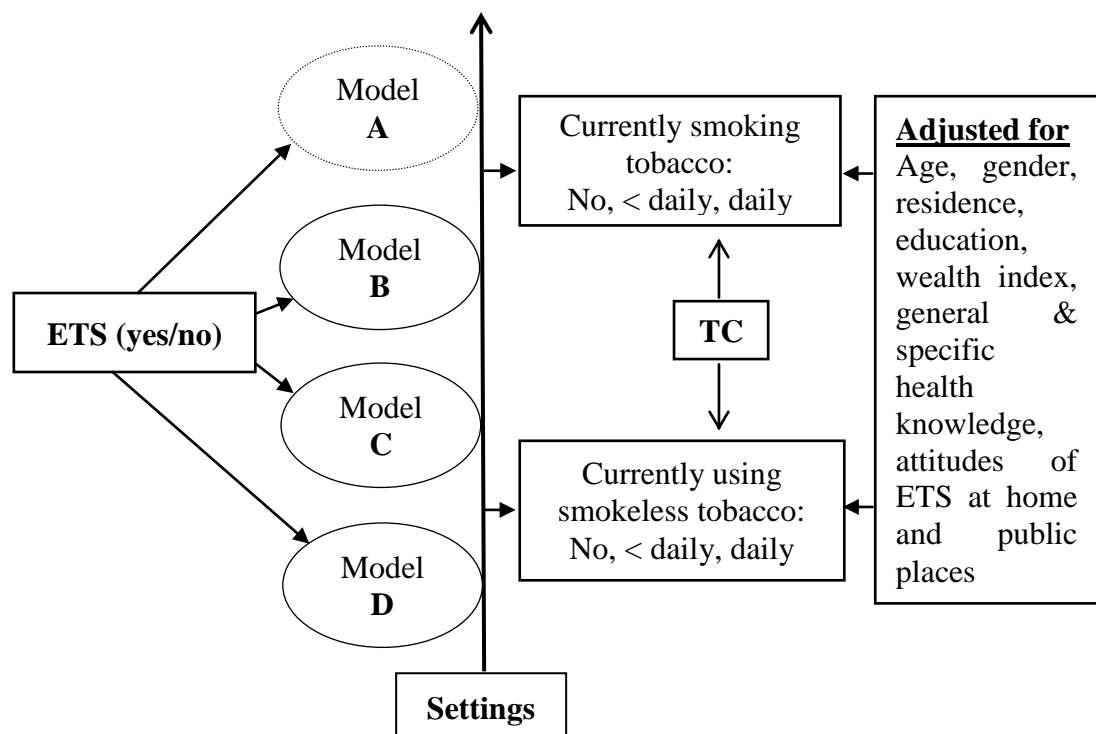 Model
A
Model
B
ETS (yes/no)
Model
C
Model
D
Settings
Currently smoking
tobacco:
No, < daily, daily
TC
Currently using
smokeless tobacco:
No, < daily, daily
Adjusted for
Age, gender,
residence,
education,
wealth index,
general &
specific
health
knowledge,
attitudes of
ETS at home
and public
places